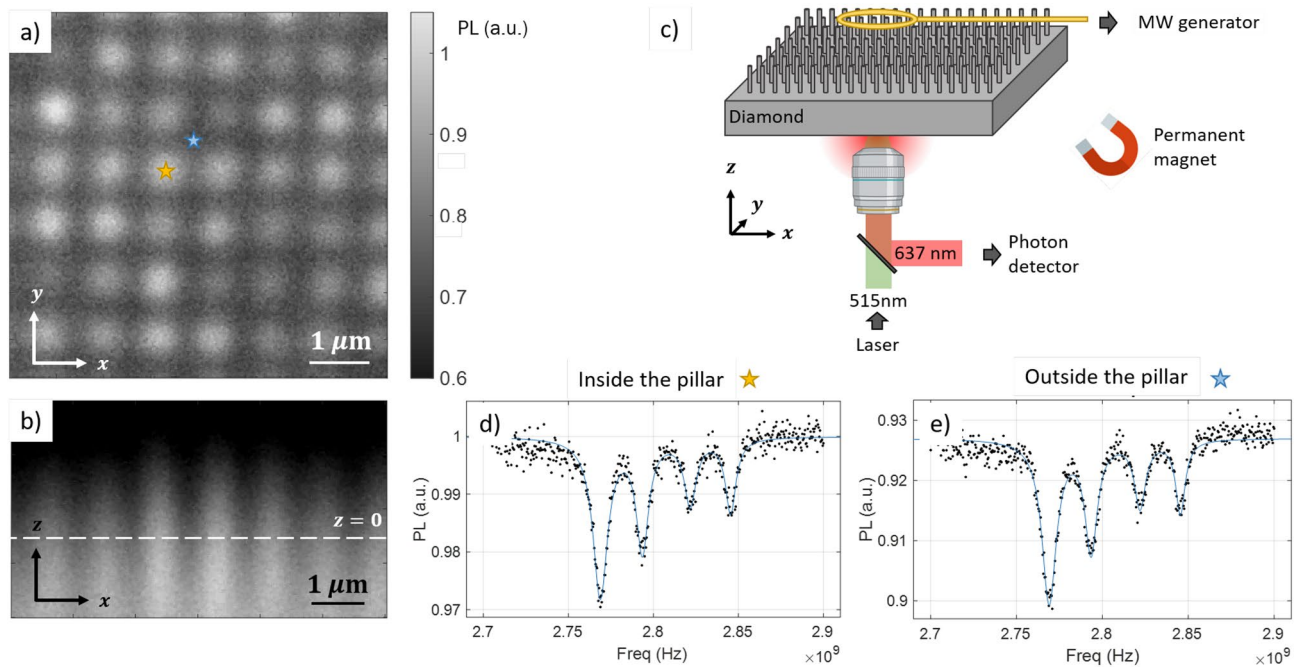 a)
y
x
1 μm
PL (a.u.)
1
0.9
0.8
0.7
0.6
b)
z
z = 0
x
1 μm
c)
MW generator
Diamond
Permanent
magnet
z
y
x
637 nm
Photon
detector
515nm
Laser
Inside the pillar
d)
PL (a.u.)
1
0.99
0.98
0.97
2.7
2.75
2.8
2.85
2.9
Freq (Hz)
×10⁹
Outside the pillar
e)
PL (a.u.)
0.93
0.92
0.91
0.9
2.7
2.75
2.8
2.85
2.9
Freq (Hz)
×10⁹